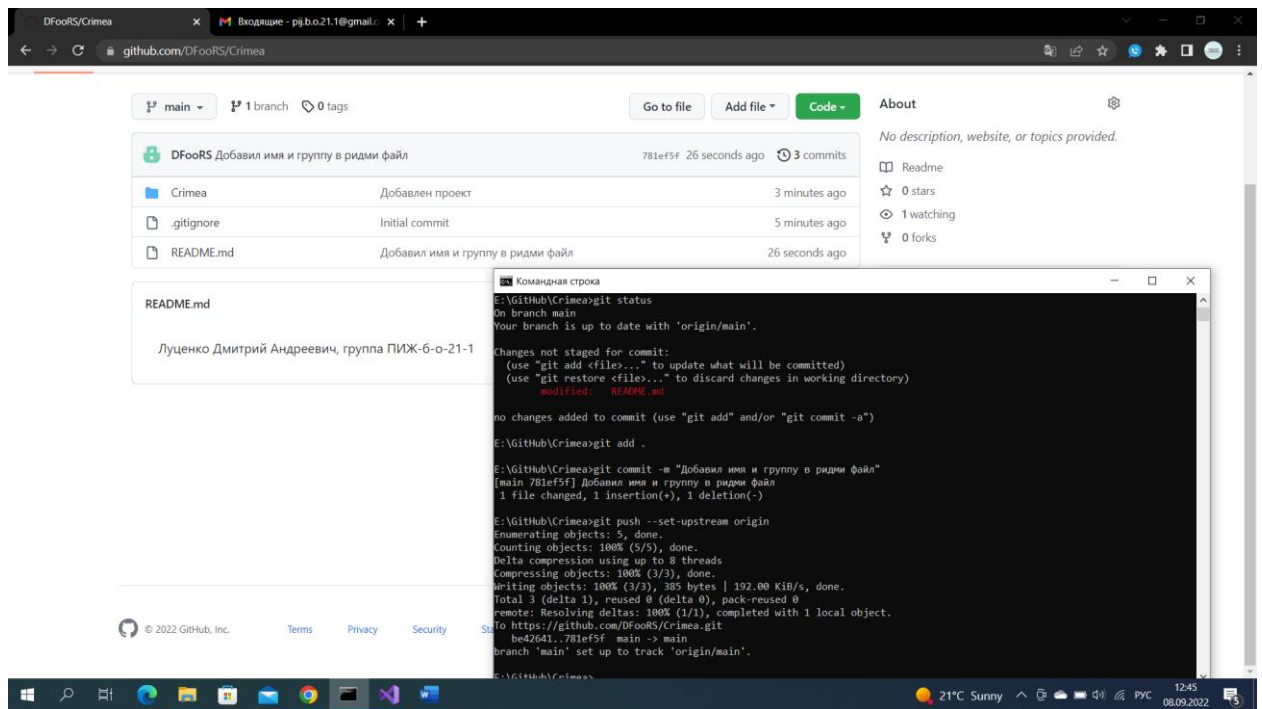 DFooRS/Crimea
Входящие - pij.b.o.21.1@gmail.c
github.com/DFooRS/Crimea
main
1 branch
0 tags
Go to file
Add file
Code
About
No description, website, or topics provided.
DFooRS Добавил имя и группу в ридми файл
781ef5f 26 seconds ago
3 commits
Readme
Crimea
Добавлен проект
3 minutes ago
0 stars
.gitignore
Initial commit
5 minutes ago
1 watching
README.md
Добавил имя и группу в ридми файл
26 seconds ago
0 forks
README.md
Луценко Дмитрий Андреевич, группа ПИЖ-б-о-21-1
Командная строка
E:\GitHub\Crimea>git status
On branch main
Your branch is up to date with 'origin/main'.
Changes not staged for commit:
(use "git add <file>..." to update what will be committed)
(use "git restore <file>..." to discard changes in working directory)
modified: README.md
no changes added to commit (use "git add" and/or "git commit -a")
E:\GitHub\Crimea>git add .
E:\GitHub\Crimea>git commit -m "Добавил имя и группу в ридми файл"
[main 781ef5f] Добавил имя и группу в ридми файл
1 file changed, 1 insertion(+), 1 deletion(-)
E:\GitHub\Crimea>git push --set-upstream origin
Enumerating objects: 5, done.
Counting objects: 100% (5/5), done.
Delta compression using up to 8 threads
Compressing objects: 100% (3/3), done.
Writing objects: 100% (3/3), 385 bytes | 192.00 KiB/s, done.
Total 3 (delta 1), reused 0 (delta 0), pack-reused 0
remote: Resolving deltas: 100% (1/1), completed with 1 local object.
To https://github.com/DFooRS/Crimea.git
be42641..781ef5f main -> main
branch 'main' set up to track 'origin/main'.
E:\GitHub\Crimea>
© 2022 GitHub, Inc.
Terms
Privacy
Security
Sta
21°C Sunny
РУС
12:45
08.09.2022
5